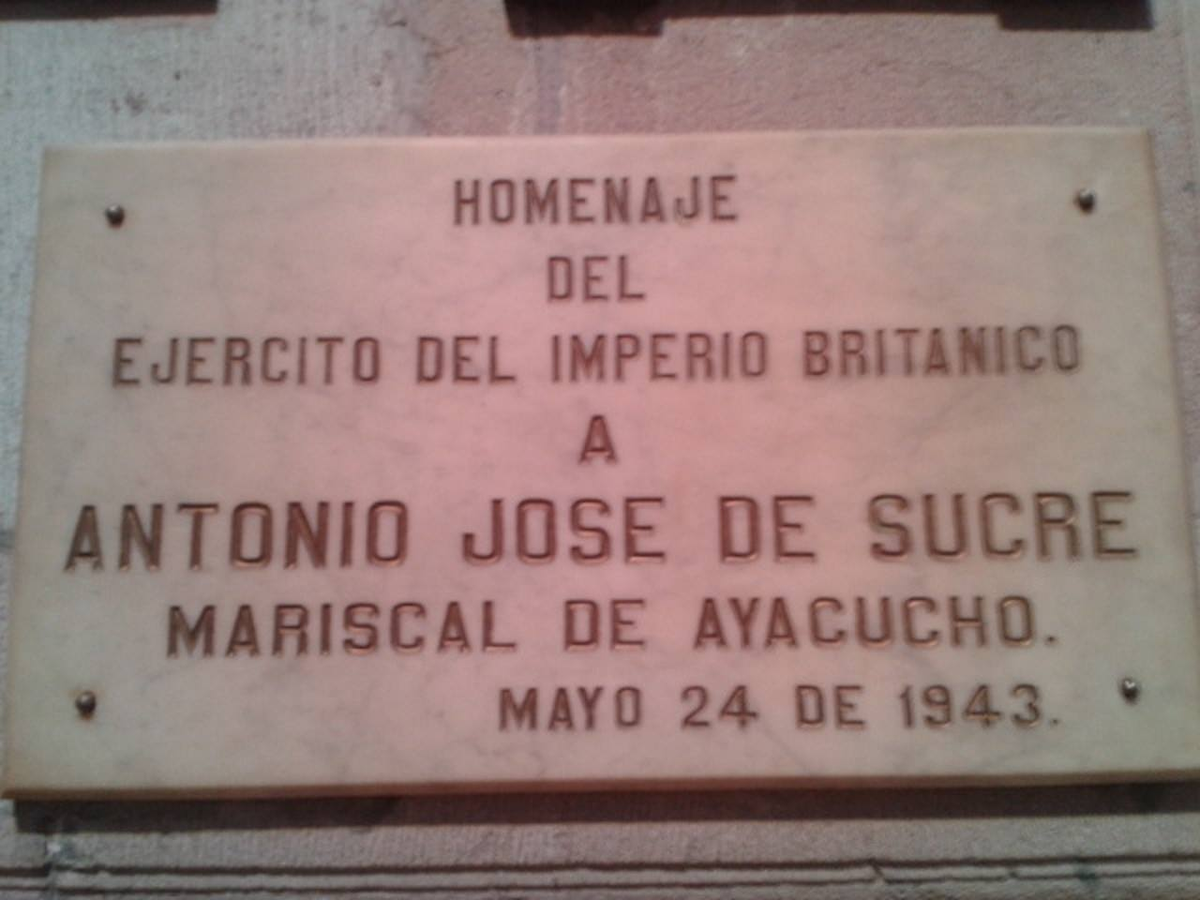 HOMENAJE
DEL
EJERCITO DEL IMPERIO BRITANICO
A
ANTONIO JOSE DE SUCRE
MARISCAL DE AYACUCHO.
MAYO 24 DE 1943.